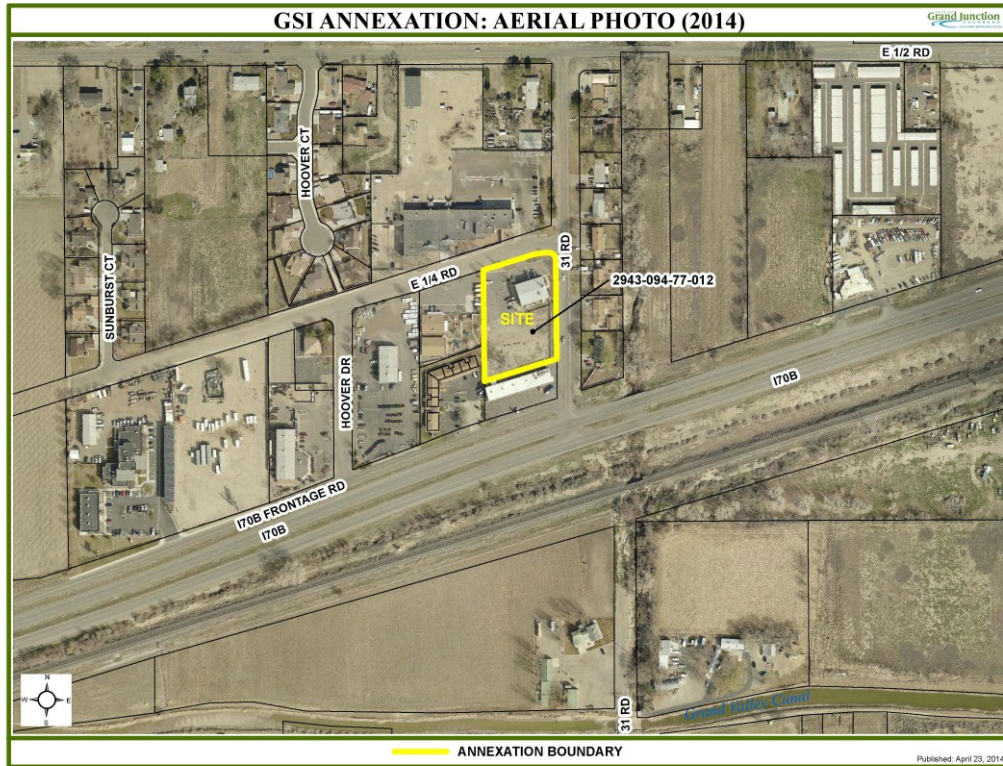 GSI ANNEXATION: AERIAL PHOTO (2014)
Grand Junction
COLORADO
E 1/2 RD
HOOVER CT
SUNBURST CT
E 1/4 RD
31 RD
2943-094-77-012
SITE
HOOVER DR
I70B
I70B FRONTAGE RD
I70B
31 RD
Grand Valley Canal
N
W E
S
ANNEXATION BOUNDARY
Published: April 23, 2014